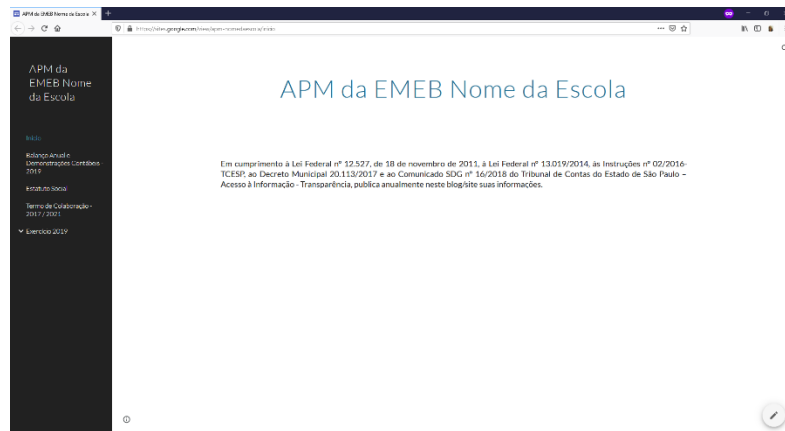 APM da EMEB Nome da Escola
APM da
EMEB Nome
da Escola
Início
Balanço Anual e
Demonstrações Contábeis -
2019
Estatuto Social
Termo de Colaboração -
2017 / 2021
Exercício 2019
APM da EMEB Nome da Escola
Em cumprimento à Lei Federal nº 12.527, de 18 de novembro de 2011, à Lei Federal nº 13.019/2014, às Instruções nº 02/2016-
TCESP, ao Decreto Municipal 20.113/2017 e ao Comunicado SDG nº 16/2018 do Tribunal de Contas do Estado de São Paulo –
Acesso à Informação - Transparência, publica anualmente neste blog/site suas informações.